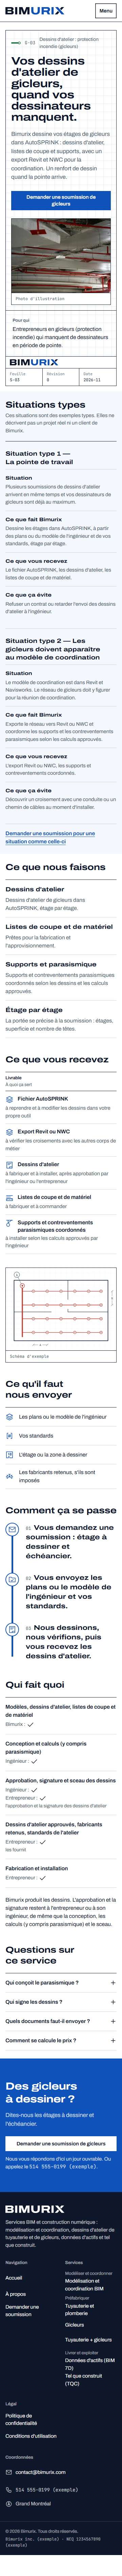 BIMURIX
Menu
S-03
Dessins d'atelier : protection
incendie (gicleurs)
Vos dessins
d'atelier de
gicleurs,
quand vos
dessinateurs
manquent.
Bimurix dessine vos étages de gicleurs
dans AutoSPRINK : dessins d'atelier,
listes de coupe et supports, avec un
export Revit et NWC pour la
coordination. Un renfort de dessin
quand la pointe arrive.
Demander une soumission de
gicleurs
Photo d'illustration
Pour qui
Entrepreneurs en gicleurs (protection
incendie) qui manquent de dessinateurs
en période de pointe.
BIMURIX
Feuille
S-03
Révision
0
Date
2026-11
Situations types
Ces situations sont des exemples types. Elles ne
décrivent pas un projet réel ni un client de
Bimurix.
Situation type 1 —
La pointe de travail
Situation
Plusieurs soumissions de dessins d'atelier
arrivent en même temps et vos dessinateurs de
gicleurs sont déjà au maximum.
Ce que fait Bimurix
Dessine les étages dans AutoSPRINK, à partir
des plans ou du modèle de l'ingénieur et de vos
standards, étage par étage.
Ce que vous recevez
Le fichier AutoSPRINK, les dessins d'atelier, les
listes de coupe et de matériel.
Ce que ça évite
Refuser un contrat ou retarder l'envoi des dessins
d'atelier à l'ingénieur.
Situation type 2 — Les
gicleurs doivent apparaître
au modèle de coordination
Situation
Le modèle de coordination est dans Revit et
Navisworks. Le réseau de gicleurs doit y figurer
pour la réunion de coordination.
Ce que fait Bimurix
Exporte le réseau vers Revit ou NWC et
coordonne les supports et les contreventements
parasismiques selon les calculs approuvés.
Ce que vous recevez
L'export Revit ou NWC, les supports et
contreventements coordonnés.
Ce que ça évite
Découvrir un croisement avec une conduite ou un
chemin de câbles au moment d'installer.
Demander une soumission pour une
situation comme celle-ci
Ce que nous faisons
Dessins d'atelier
Dessins d'atelier de gicleurs dans
AutoSPRINK, étage par étage.
Listes de coupe et de matériel
Prêtes pour la fabrication et
l'approvisionnement.
Supports et parasismique
Supports et contreventements parasismiques
coordonnés selon les dessins et les calculs
approuvés.
Étage par étage
La portée se précise à la soumission : étages,
superficie et nombre de têtes.
Ce que vous recevez
Livrable
À quoi ça sert
Fichier AutoSPRINK
à reprendre et à modifier les dessins dans votre
propre outil
Export Revit ou NWC
à vérifier les croisements avec les autres corps de
métier
Dessins d'atelier
à fabriquer et à installer, après approbation par
l'ingénieur ou l'entrepreneur
Listes de coupe et de matériel
à fabriquer et à commander
Supports et contreventements
parasismiques coordonnés
à installer selon les calculs approuvés par
l'ingénieur
Schéma d'exemple
Ce qu'il faut
nous envoyer
Les plans ou le modèle de l'ingénieur
Vos standards
L'étage ou la zone à dessiner
Les fabricants retenus, s'ils sont
imposés
Comment ça se passe
01 Vous demandez une
soumission : étage à
dessiner et
échéancier.
02 Vous envoyez les
plans ou le modèle de
l'ingénieur et vos
standards.
03 Nous dessinons,
nous vérifions, puis
vous recevez les
dessins d'atelier.
Qui fait quoi
Modèles, dessins d'atelier, listes de coupe et
de matériel
Bimurix :
Conception et calculs (y compris
parasismique)
Ingénieur :
Approbation, signature et sceau des dessins
Ingénieur :
Entrepreneur :
l'approbation et la signature des dessins d'atelier
Dessins d'atelier approuvés, fabricants
retenus, standards de l'atelier
Entrepreneur :
les fournit
Fabrication et installation
Entrepreneur :
Bimurix produit les dessins. L'approbation et la
signature restent à l'entrepreneur ou à son
ingénieur, de même que la conception, les
calculs (y compris parasismique) et le sceau.
Questions sur
ce service
Qui conçoit le parasismique ?
Qui signe les dessins ?
Quels documents faut-il envoyer ?
Comment se calcule le prix ?
Des gicleurs
à dessiner ?
Dites-nous les étages à dessiner et
l'échéancier.
Demander une soumission de gicleurs
Nous vous répondons d'ici un jour ouvrable. Ou
appelez le 514 555-0199 (exemple).
BIMURIX
Services BIM et construction numérique :
modélisation et coordination, dessins d'atelier de
tuyauterie et de gicleurs, données d'actifs et tel
que construit.
Navigation
Accueil
À propos
Demander une
soumission
Services
Modéliser et coordonner
Modélisation et
coordination BIM
Préfabriquer
Tuyauterie et
plomberie
Gicleurs
Tuyauterie + gicleurs
Livrer et exploiter
Données d'actifs (BIM
7D)
Tel que construit
(TQC)
Légal
Politique de
confidentialité
Conditions d'utilisation
Coordonnées
contact@bimurix.com
514 555-0199 (exemple)
Grand Montréal
© 2026 Bimurix. Tous droits réservés.
Bimurix inc. (exemple) · NEQ 1234567890
(exemple)